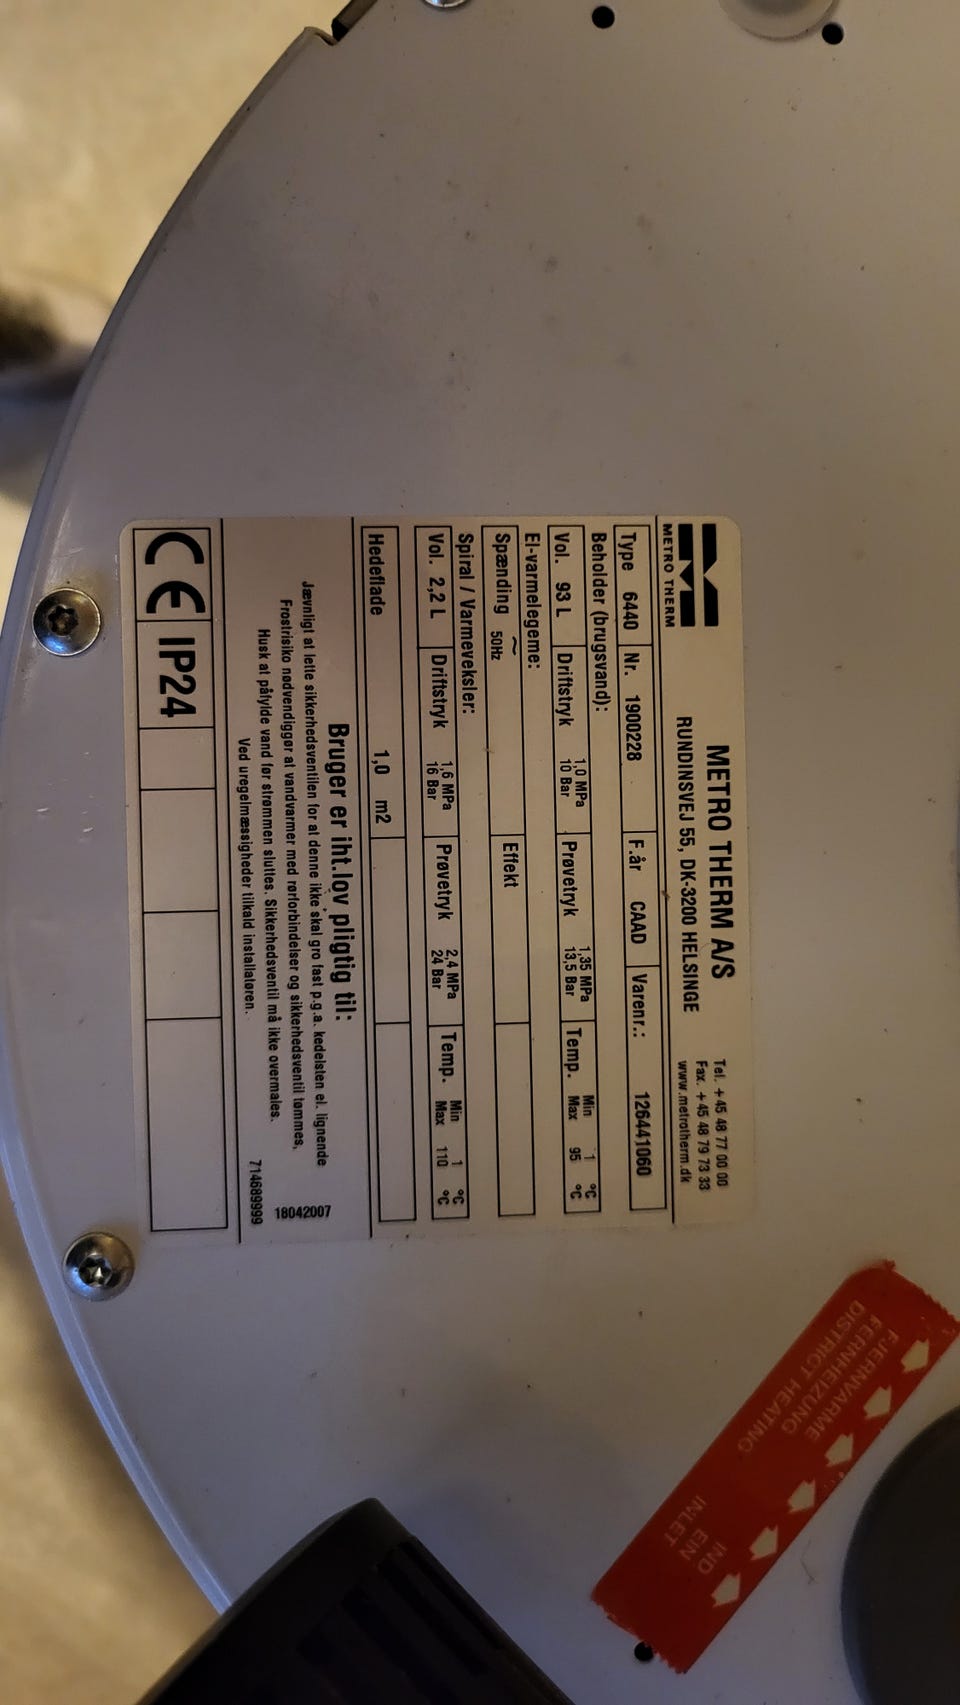 METRO THERM
METRO THERM A/S
RUNDINSVEJ 55, DK-3200 HELSINGE
Tel. +45 48 77 00 00
Fax. +45 48 79 73 33
www.metrotherm.dk
Type 6440 Nr. 1900228 F.år CAAD Varenr.: 126441060
Beholder (brugsvand):
Vol. 93 L Driftstryk 1,0 MPa 10 Bar Prøvetryk 1,35 MPa 13,5 Bar Temp. Min 1 °C Max 95 °C
El-varmelegeme:
Spænding ~ 50Hz Effekt
Spiral / Varmeveksler:
Vol. 2,2 L Driftstryk 1,6 MPa 16 Bar Prøvetryk 2,4 MPa 24 Bar Temp. Min 1 °C Max 110 °C
Hedeflade 1,0 m2
Bruger er iht.lov pligtig til:
Jævnligt at lette sikkerhedsventilen for at denne ikke skal gro fast p.g.a. kedelsten el. lignende
Frostrisiko nødvendiggør at vandvarmer med rørforbindelser og sikkerhedsventil tømmes,
Husk at påfylde vand før strømmen sluttes. Sikkerhedsventil må ikke overmales.
Ved uregelmæssigheder tilkald installatøren.
18042007
714689999
CE IP24
FJERNVARME IND
FERNHEIZUNG EIN
DISTRICT HEATING INLET